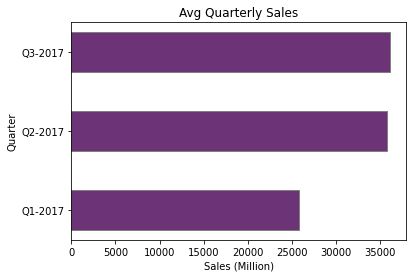 Avg Quarterly Sales
Quarter
Q3-2017
Q2-2017
Q1-2017
0 5000 10000 15000 20000 25000 30000 35000
Sales (Million)